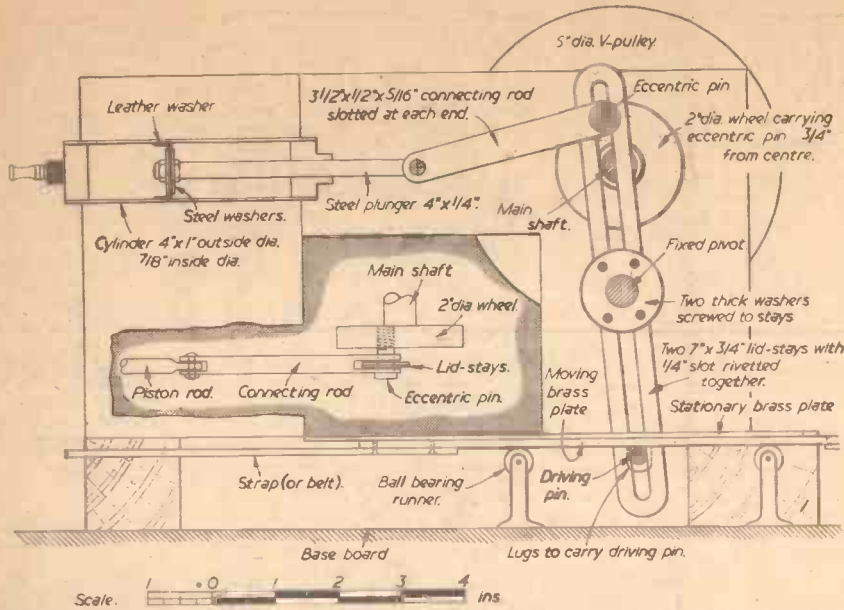 5" dia. V-pulley.
Eccentric pin
3 1/2" x 1/2" x 5/16" connecting rod
slotted at each end.
Leather washer
2" dia. wheel carrying
eccentric pin 3/4"
from centre.
Steel washers.
Steel plunger 4" x 1/4".
Main
shaft.
Cylinder 4" x 1" outside dia.
7/8" inside dia.
Fixed pivot.
Main shaft
2" dia wheel.
Two thick washers
screwed to stays
Lid-stays.
Two 7" x 3/4" lid-stays with
1/4" slot rivetted
together.
Piston rod.
Connecting rod
Eccentric pin.
Moving
brass
plate
Stationary brass plate
Strap (or belt).
Ball bearing
runner.
Driving
pin.
Base board
Lugs to carry driving pin.
Scale.
1 0 1 2 3 4
ins